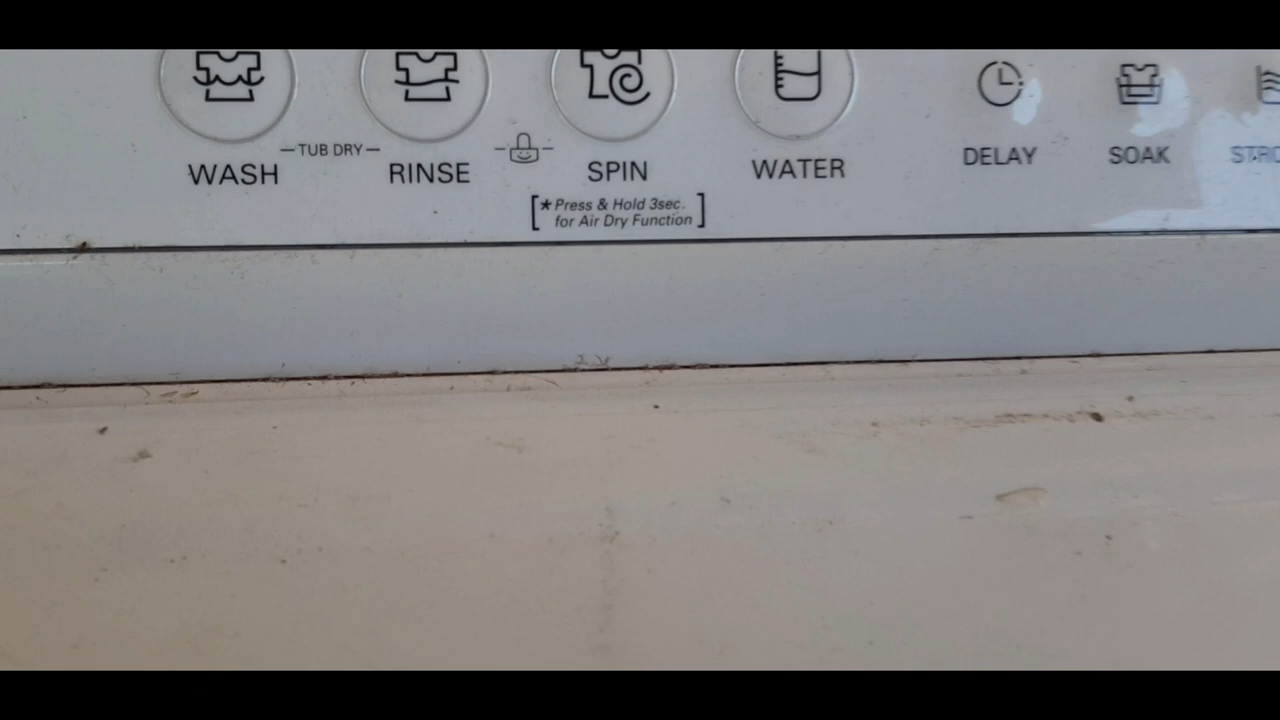 TUB DRY
WASH RINSE SPIN WATER DELAY SOAK
[*Press & Hold 3sec.
for Air Dry Function]